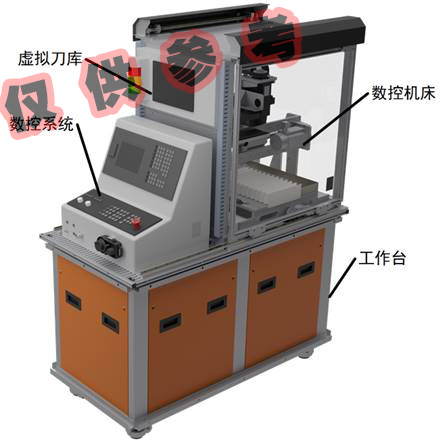 仅供参考
虚拟刀库
数控机床
数控系统
工作台